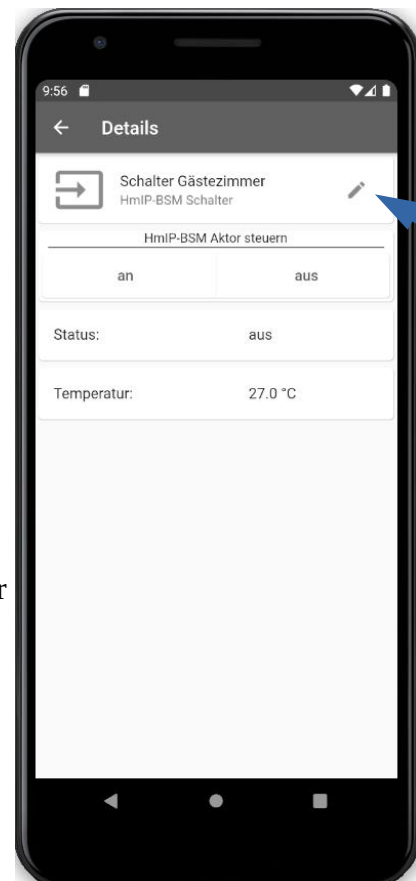 9:56
Details
Schalter Gästezimmer
HmIP-BSM Schalter
HmIP-BSM Aktor steuern
an aus
Status: aus
Temperatur: 27.0 °C
r